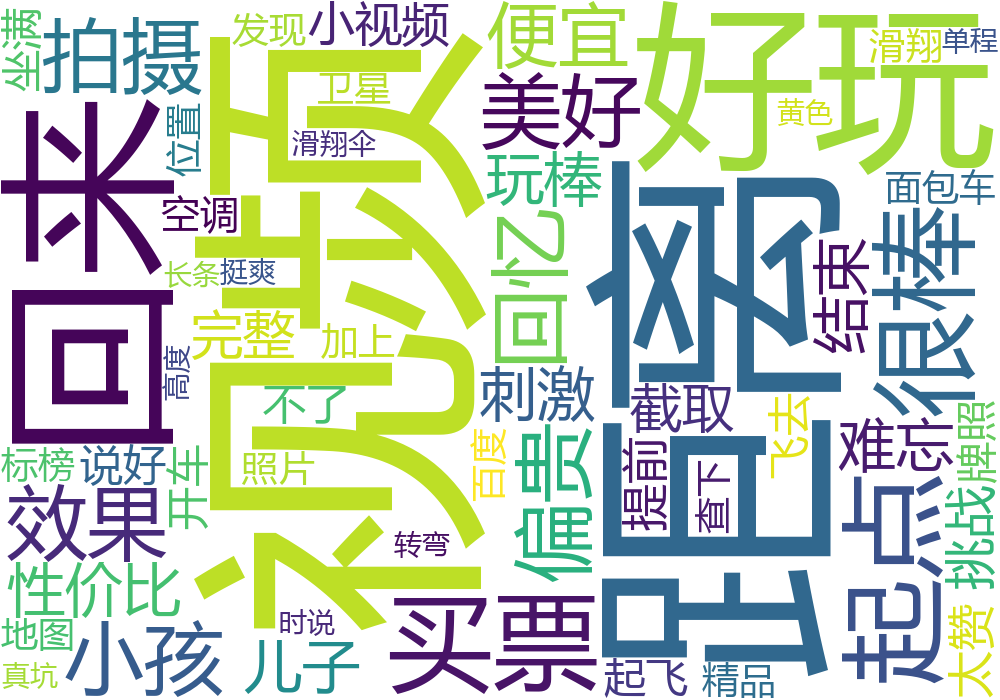 坐满
拍摄
发现
小视频
便宜
好玩
滑翔
单程
黄色
卫星
美好
位置
滑翔伞
回来
视频
玩棒
距离
面包车
空调
很棒
回忆
结束
长条
挺爽
完整
加上
高度
不了
刺激
截取
飞去
难忘
牌照
标榜
说好
开车
照片
百度
偏贵
提前
查下
起点
挑战
效果
转弯
性价比
买票
地图
小孩
时说
儿子
起飞
精品
太赞
真坑